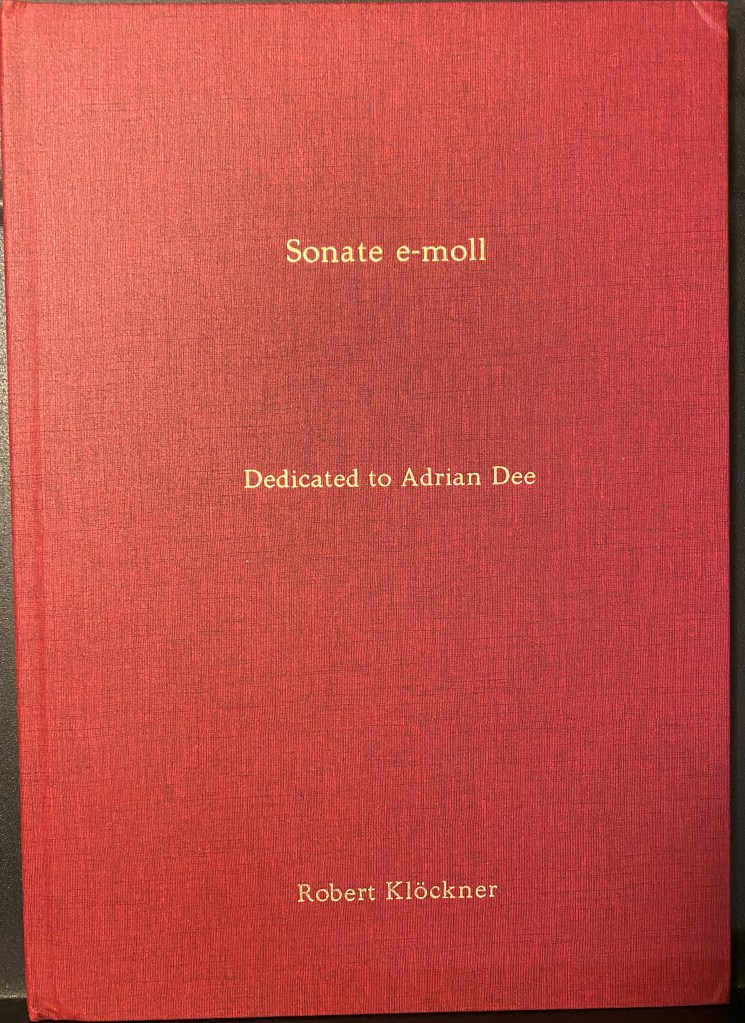 Sonate e-moll
Dedicated to Adrian Dee
Robert Klöckner